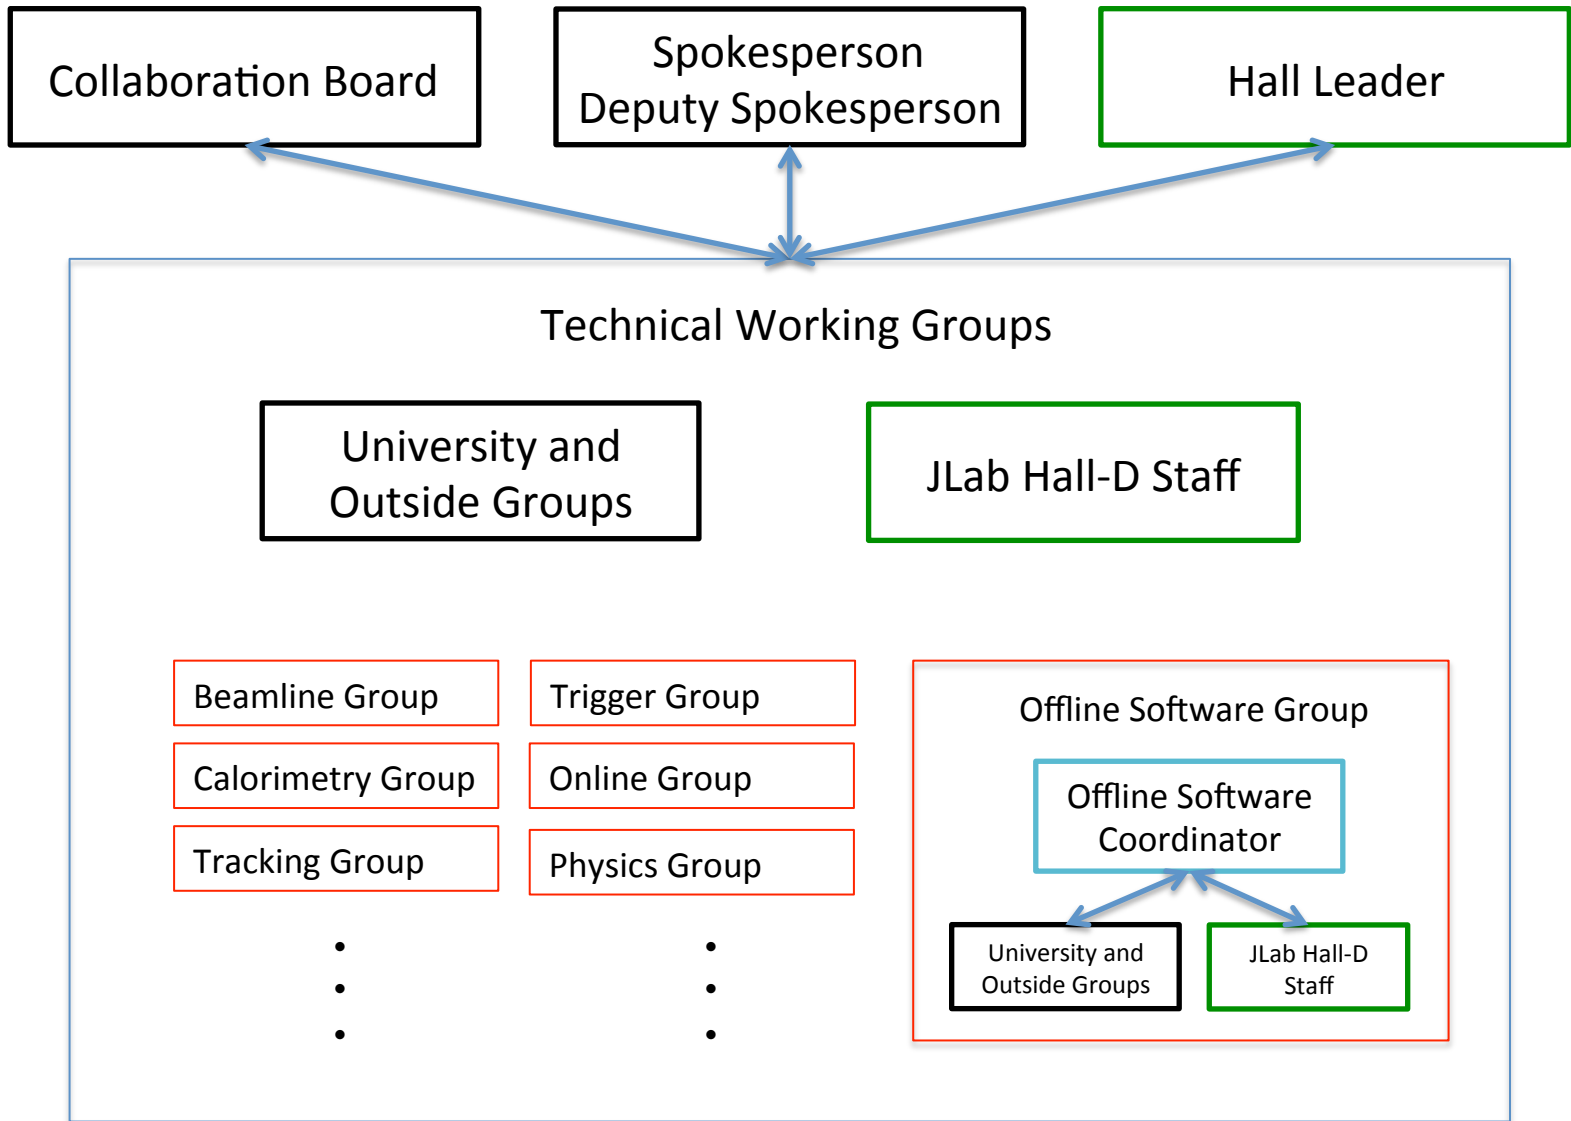 Collaboration Board
Spokesperson
Deputy Spokesperson
Hall Leader
Technical Working Groups
University and
Outside Groups
JLab Hall-D Staff
Beamline Group
Trigger Group
Calorimetry Group
Online Group
Tracking Group
Physics Group
Offline Software Group
Offline Software
Coordinator
University and
Outside Groups
JLab Hall-D
Staff